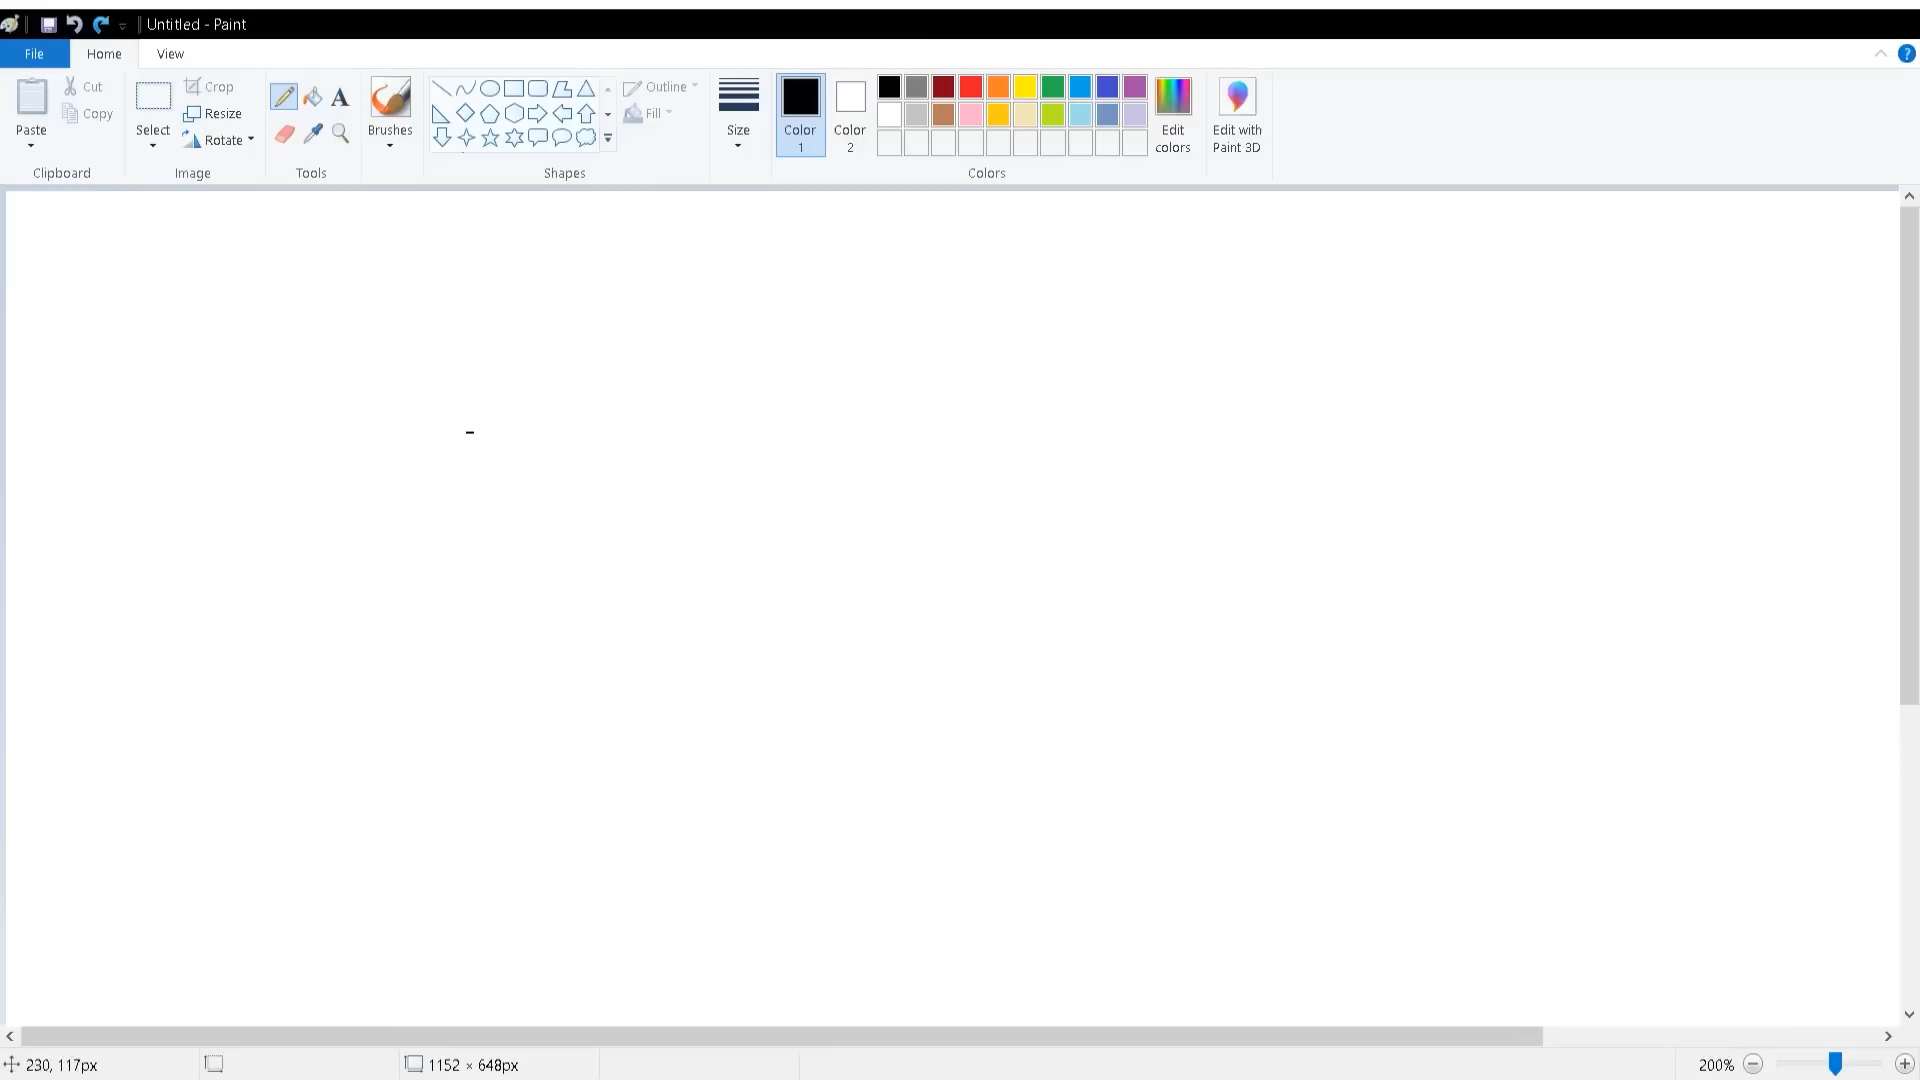 Untitled - Paint
File Home View
Paste
Cut
Copy
Clipboard
Select
Crop
Resize
Rotate
Image
A
Tools
Brushes
Outline
Fill
Shapes
Size
Color 1
Color 2
Edit colors
Colors
Edit with Paint 3D
?
-
230, 117px
1152 × 648px
200%